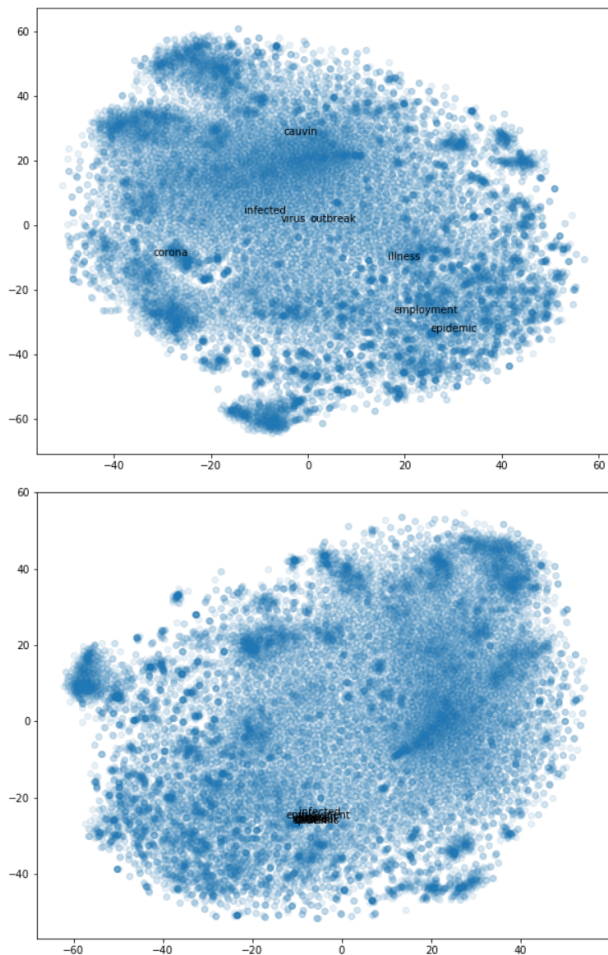 60
40
20
0
−20
−40
−60
cauvin
infected
virus outbreak
corona
illness
employment
epidemic
−40 −20 0 20 40 60
60
40
20
0
−20
−40
infected
−60 −40 −20 0 20 40